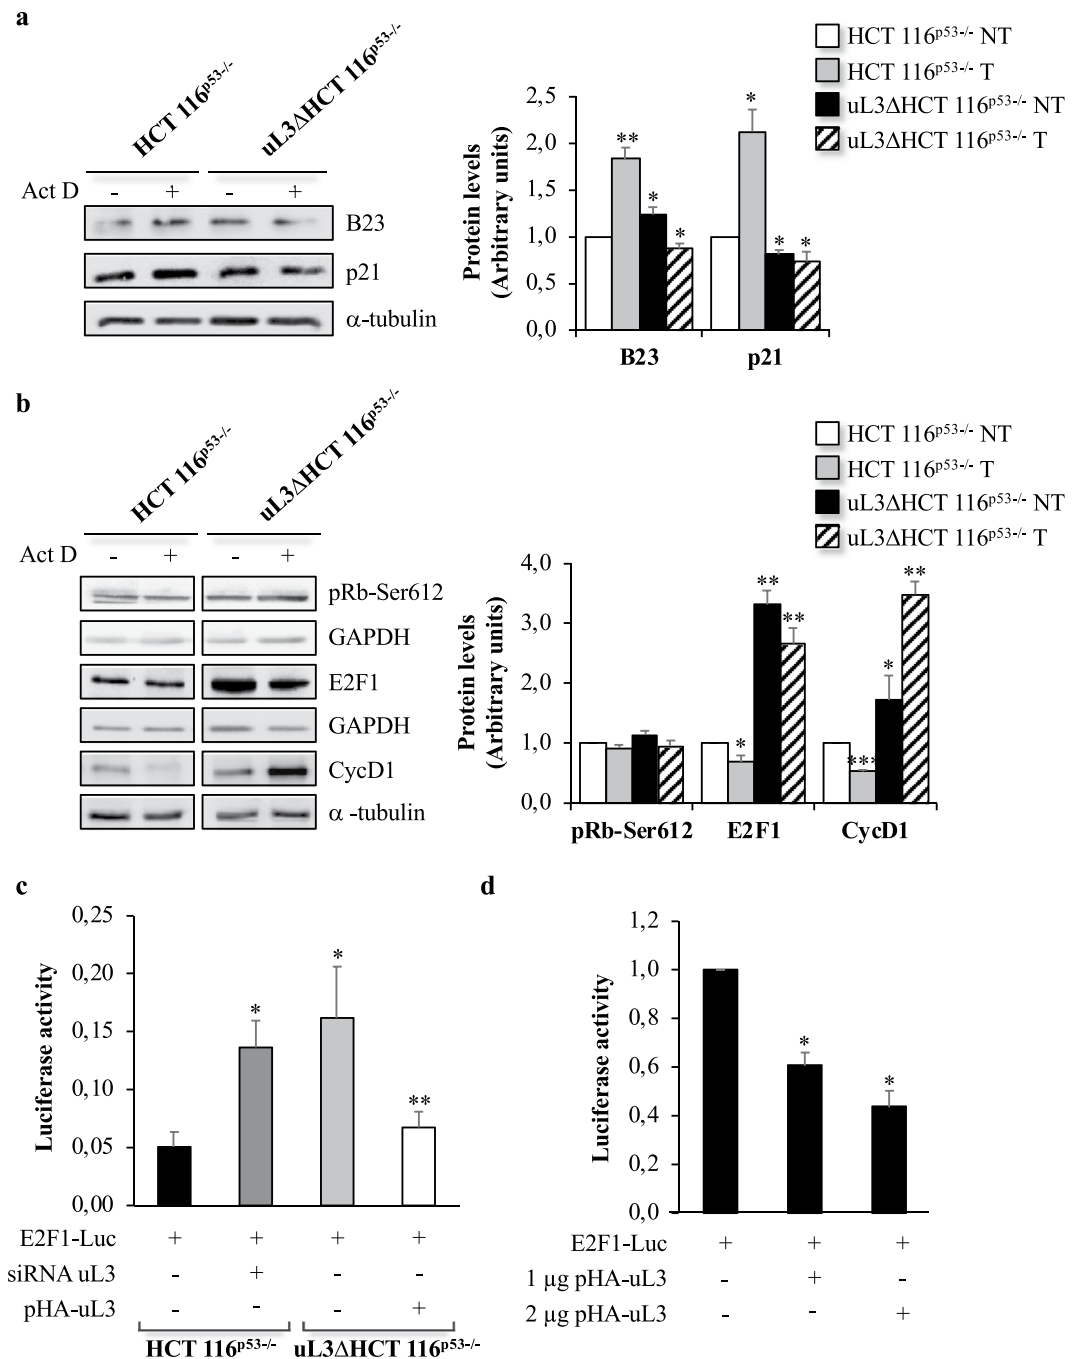 a
HCT 116p53-/-
uL3ΔHCT 116p53-/-
Act D - + - +
B23
p21
α-tubulin
HCT 116p53-/- NT
HCT 116p53-/- T
uL3ΔHCT 116p53-/- NT
uL3ΔHCT 116p53-/- T
Protein levels
(Arbitrary units)
2,5
2,0
1,5
1,0
0,5
0,0
** * * * * *
B23 p21
b
HCT 116p53-/-
uL3ΔHCT 116p53-/-
Act D - + - +
pRb-Ser612
GAPDH
E2F1
GAPDH
CycD1
α -tubulin
HCT 116p53-/- NT
HCT 116p53-/- T
uL3ΔHCT 116p53-/- NT
uL3ΔHCT 116p53-/- T
Protein levels
(Arbitrary units)
4,0
3,0
2,0
1,0
0,0
* ** ** *** * **
pRb-Ser612 E2F1 CycD1
c
Luciferase activity
0,25
0,20
0,15
0,10
0,05
0,00
* * **
E2F1-Luc + + + +
siRNA uL3 - + - -
pHA-uL3 - - - +
HCT 116p53-/- uL3ΔHCT 116p53-/-
d
Luciferase activity
1,2
1,0
0,8
0,6
0,4
0,2
0,0
* *
E2F1-Luc + + +
1 µg pHA-uL3 - + -
2 µg pHA-uL3 - - +